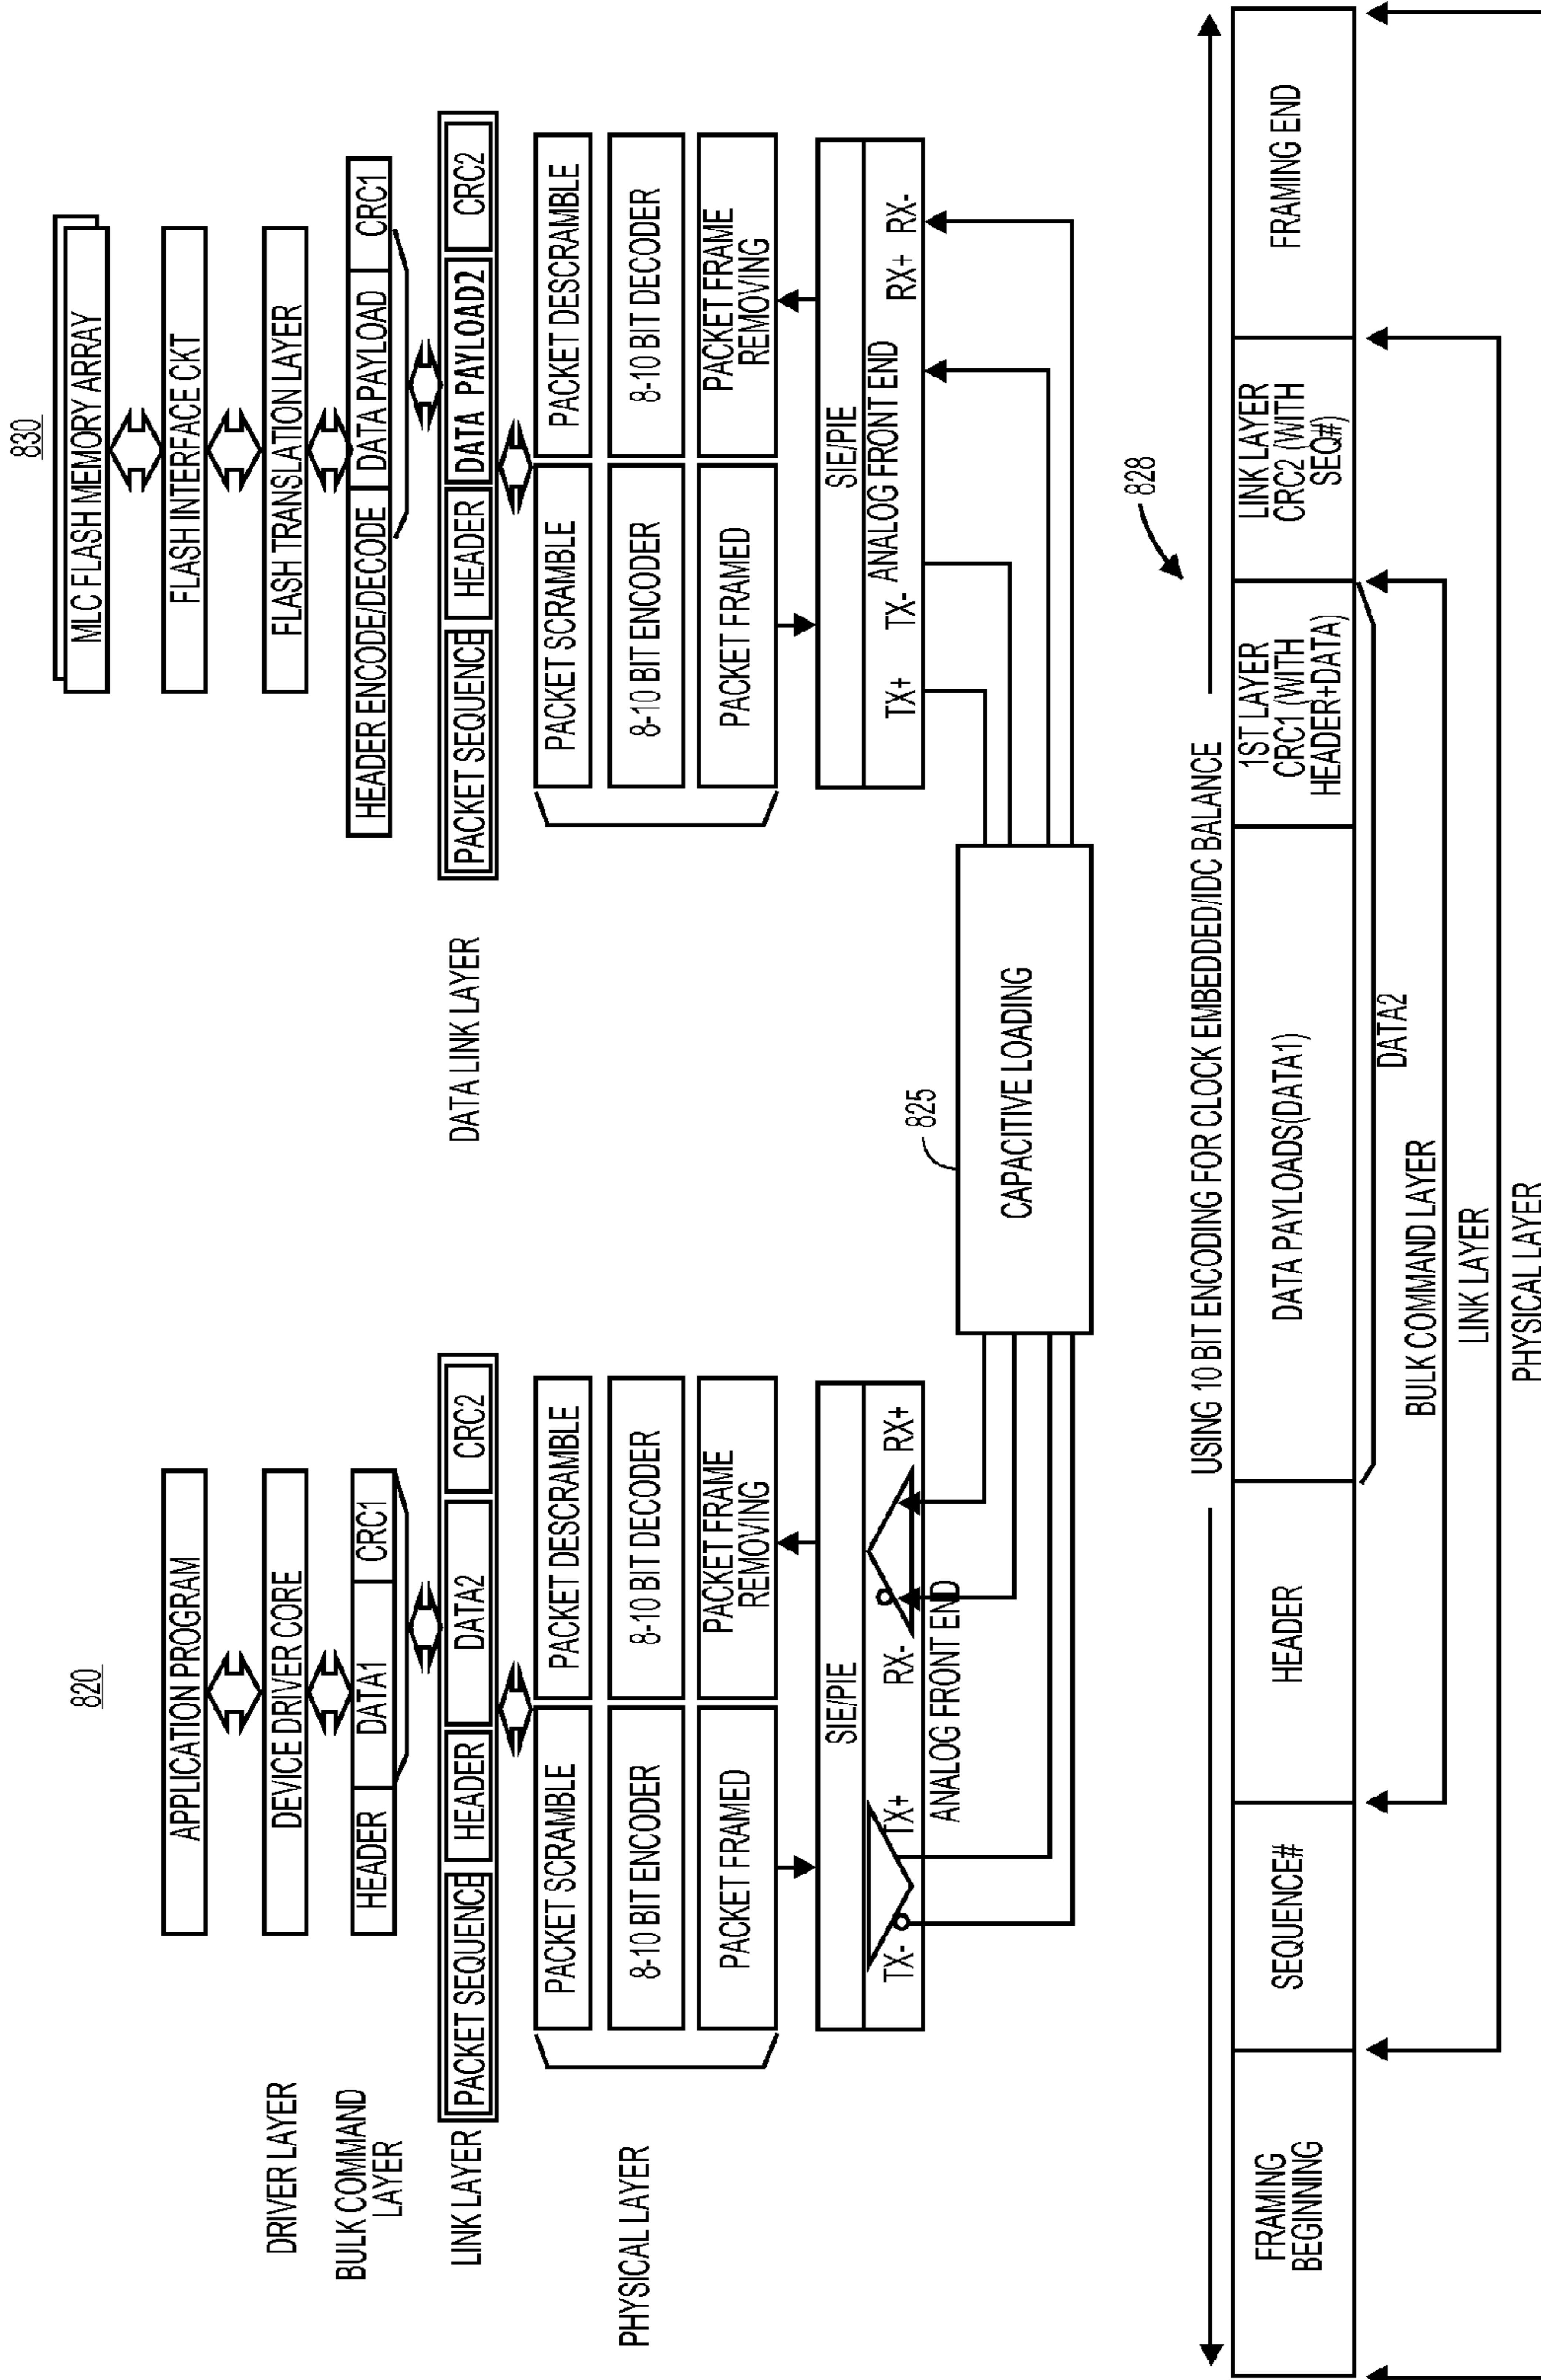 820
APPLICATION PROGRAM
DRIVER LAYER
DEVICE DRIVER CORE
BULK COMMAND
LAYER
HEADER
DATA1
CRC1
LINK LAYER
PACKET SEQUENCE
HEADER
DATA2
CRC2
PHYSICAL LAYER
PACKET SCRAMBLE
PACKET DESCRAMBLE
8-10 BIT ENCODER
8-10 BIT DECODER
PACKET FRAMED
PACKET FRAME
REMOVING
SIE/PIE
TX-
TX+
RX-
RX+
ANALOG FRONT END
830
MLC FLASH MEMORY ARRAY
FLASH INTERFACE CKT
FLASH TRANSLATION LAYER
HEADER ENCODE/DECODE
DATA PAYLOAD
CRC1
DATA LINK LAYER
PACKET SEQUENCE
HEADER
DATA PAYLOAD2
CRC2
PACKET SCRAMBLE
PACKET DESCRAMBLE
8-10 BIT ENCODER
8-10 BIT DECODER
PACKET FRAMED
PACKET FRAME
REMOVING
SIE/PIE
ANALOG FRONT END
TX+
TX-
RX+
RX-
825
CAPACITIVE LOADING
828
USING 10 BIT ENCODING FOR CLOCK EMBEDDED/IDC BALANCE
FRAMING
BEGINNING
SEQUENCE#
HEADER
DATA PAYLOADS(DATA1)
1ST LAYER
CRC1 (WITH
HEADER+DATA)
LINK LAYER
CRC2 (WITH
SEQ#)
FRAMING END
DATA2
BULK COMMAND LAYER
LINK LAYER
PHYSICAL LAYER